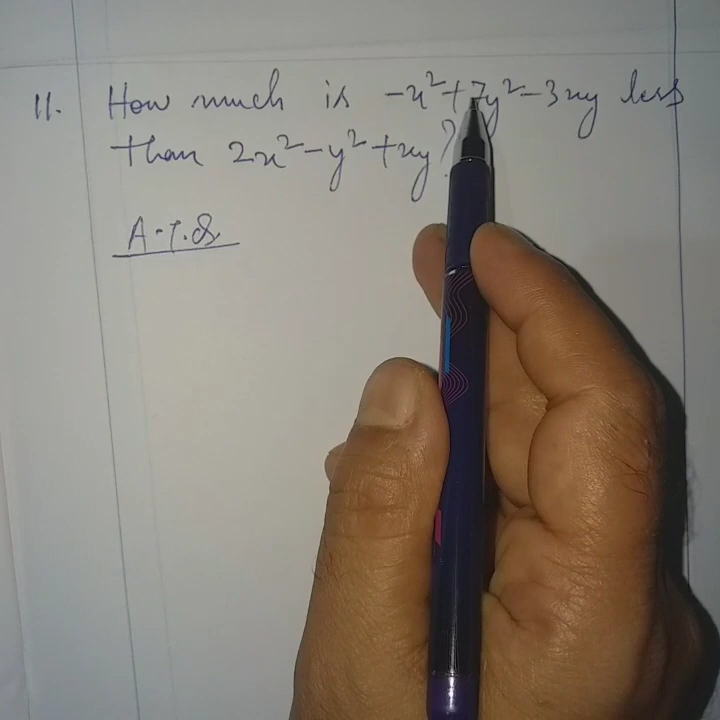 11. How much is -x²+7y²-3xy less
than 2x²-y²+xy?
A.T.Q.